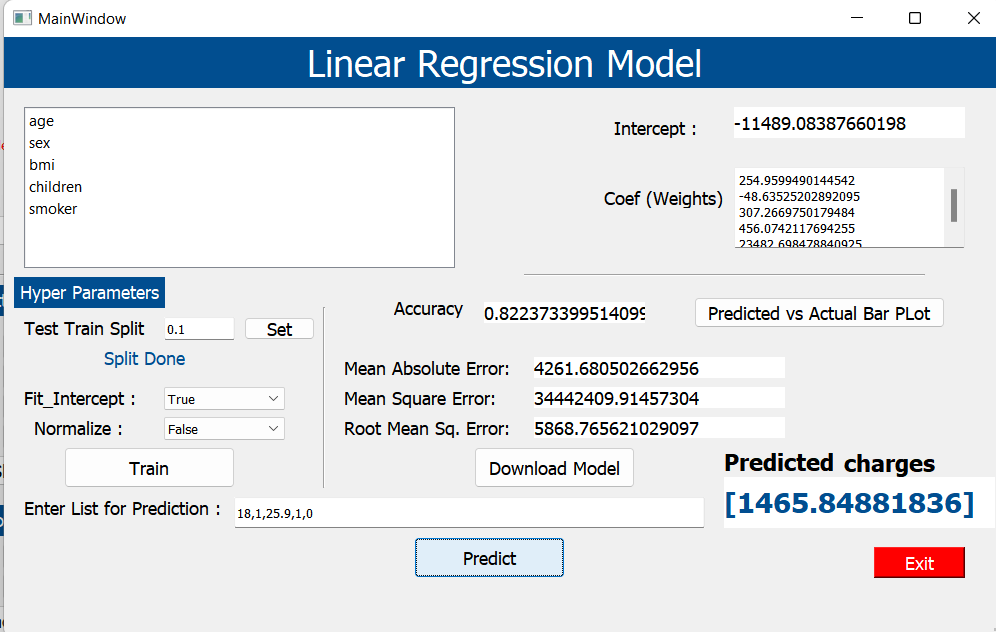 MainWindow
Linear Regression Model
age
sex
bmi
children
smoker
Intercept :
-11489.08387660198
Coef (Weights)
254.9599490144542
-48.63525202892095
307.2669750179484
456.0742117694255
23482.698478840925
Hyper Parameters
Test Train Split
0.1
Set
Split Done
Fit_Intercept :
True
Normalize :
False
Train
Accuracy
0.822373399514099
Predicted vs Actual Bar PLot
Mean Absolute Error:
4261.680502662956
Mean Square Error:
34442409.91457304
Root Mean Sq. Error:
5868.765621029097
Download Model
Predicted charges
[1465.84881836]
Enter List for Prediction :
18,1,25.9,1,0
Predict
Exit